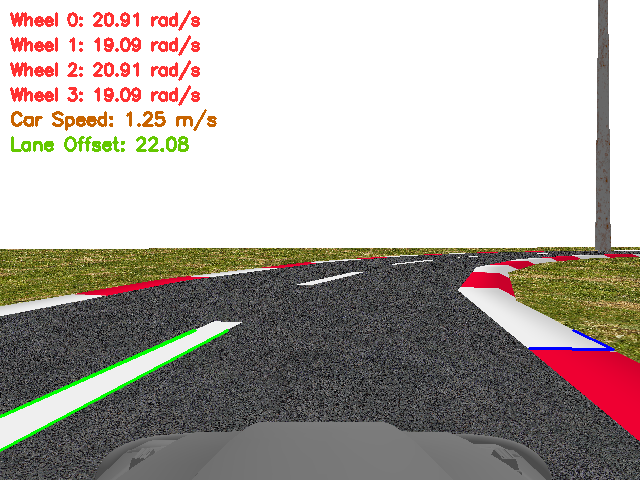 Wheel 0: 20.91 rad/s
Wheel 1: 19.09 rad/s
Wheel 2: 20.91 rad/s
Wheel 3: 19.09 rad/s
Car Speed: 1.25 m/s
Lane Offset: 22.08